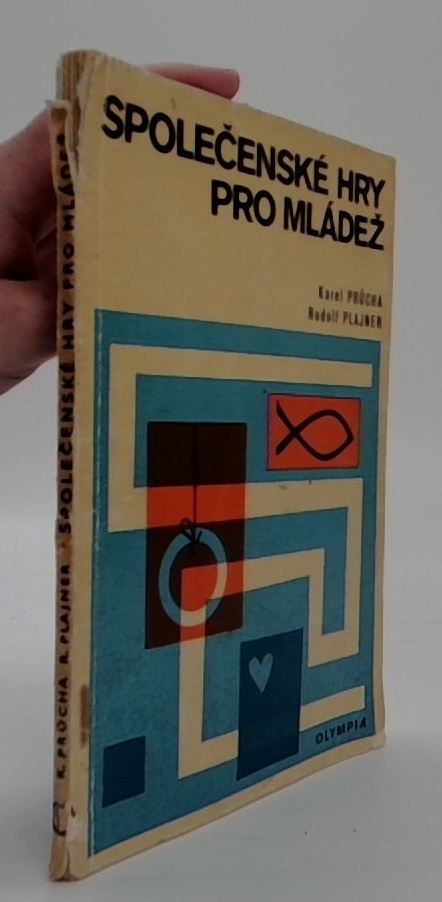 SPOLEČENSKÉ HRY
PRO MLÁDEŽ
Karel PRŮCHA
Rudolf PLAJNER
OLYMPIA
K. PRŮCHA R. PLAJNER • SPOLEČENSKÉ HRY PRO MLÁDEŽ